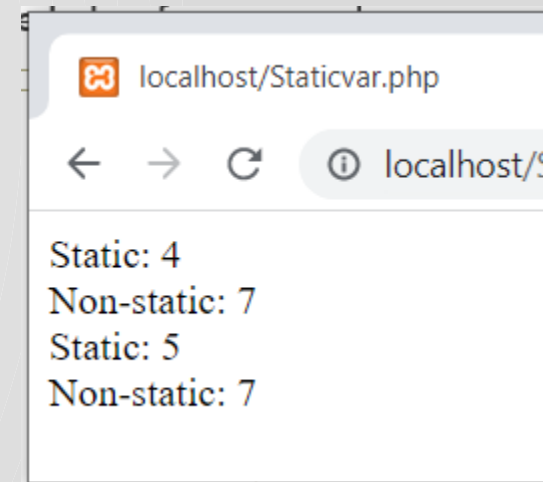 localhost/Staticvar.php
localhost/
Static: 4
Non-static: 7
Static: 5
Non-static: 7